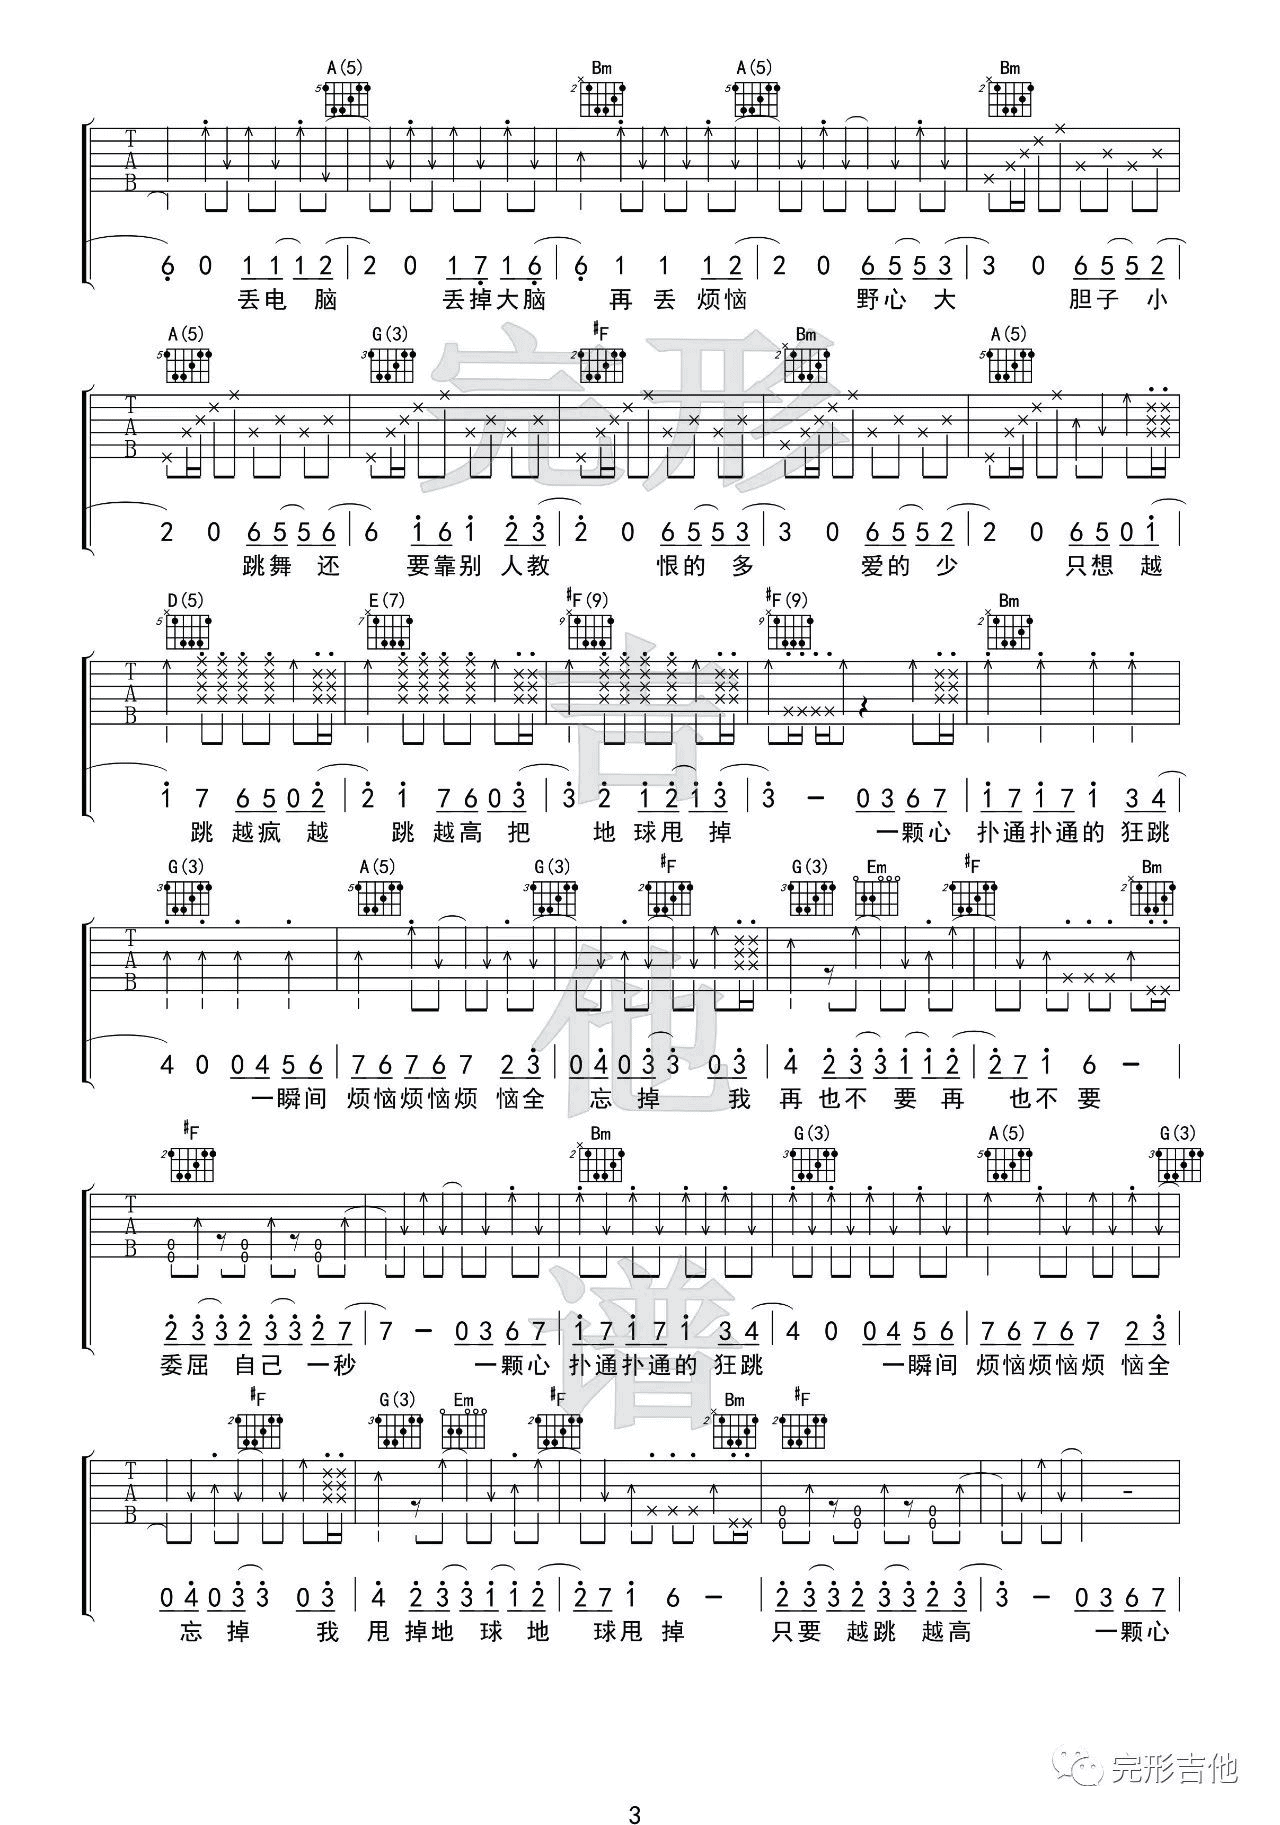 A(5) Bm A(5) Bm
T
A
B
6 0 1 1 1 2 | 2 0 1 7 1 6 | 6 1 1 1 2 | 2 0 6 5 5 3 | 3 0 6 5 5 2 |
丢电 脑 丢掉大脑 再 丢 烦恼 野心 大 胆子 小
A(5) G(3) #F Bm A(5)
T
A
B
2 0 6 5 5 6 | 6 1 6 1 2 3 | 2 0 6 5 5 3 | 3 0 6 5 5 2 | 2 0 6 5 0 1 |
跳舞 还 要靠别 人教 恨的 多 爱的 少 只想 越
D(5) E(7) #F(9) #F(9) Bm
T
A
B
1 7 6 5 0 2 | 2 1 7 6 0 3 | 3 2 1 2 1 3 | 3 - 0 3 6 7 | 1 7 1 7 1 3 4 |
跳 越疯 越 跳 越高 把 地 球甩 掉 一颗心 扑通扑通的 狂跳
G(3) A(5) G(3) #F G(3) Em #F Bm
T
A
B
4 0 0 4 5 6 | 7 6 7 6 7 2 3 | 0 4 0 3 3 0 3 | 4 2 3 3 1 1 2 | 2 7 1 6 - |
一瞬间 烦恼烦恼烦 恼全 忘 掉 我 再 也不 要 再 也不 要
#F Bm G(3) A(5) G(3)
T
A
B
2 3 3 2 3 3 2 7 | 7 - 0 3 6 7 | 1 7 1 7 1 3 4 | 4 0 0 4 5 6 | 7 6 7 6 7 2 3 |
委屈 自己 一秒 一颗心 扑通扑通的 狂跳 一瞬间 烦恼烦恼烦 恼全
#F G(3) Em #F Bm #F
T
A
B
0 4 0 3 3 0 3 | 4 2 3 3 1 1 2 | 2 7 1 6 - | 2 3 3 2 3 3 2 3 | 3 - 0 3 6 7 |
忘 掉 我 甩 掉地 球 地 球甩 掉 只要 越跳 越高 一颗心
完形吉他谱
完形吉他
3